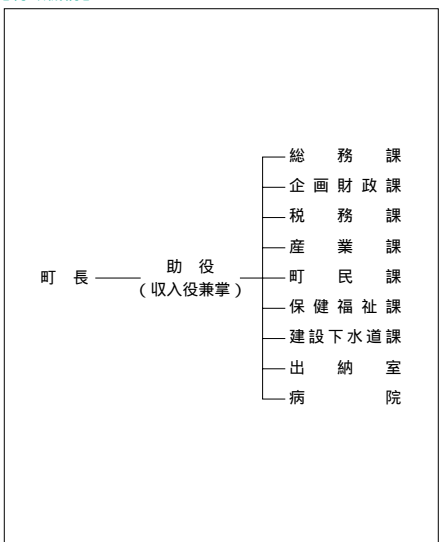 総務課
企画財政課
税務課
産業課
町長
助役
(収入役兼掌)
町民課
保健福祉課
建設下水道課
出納室
病院